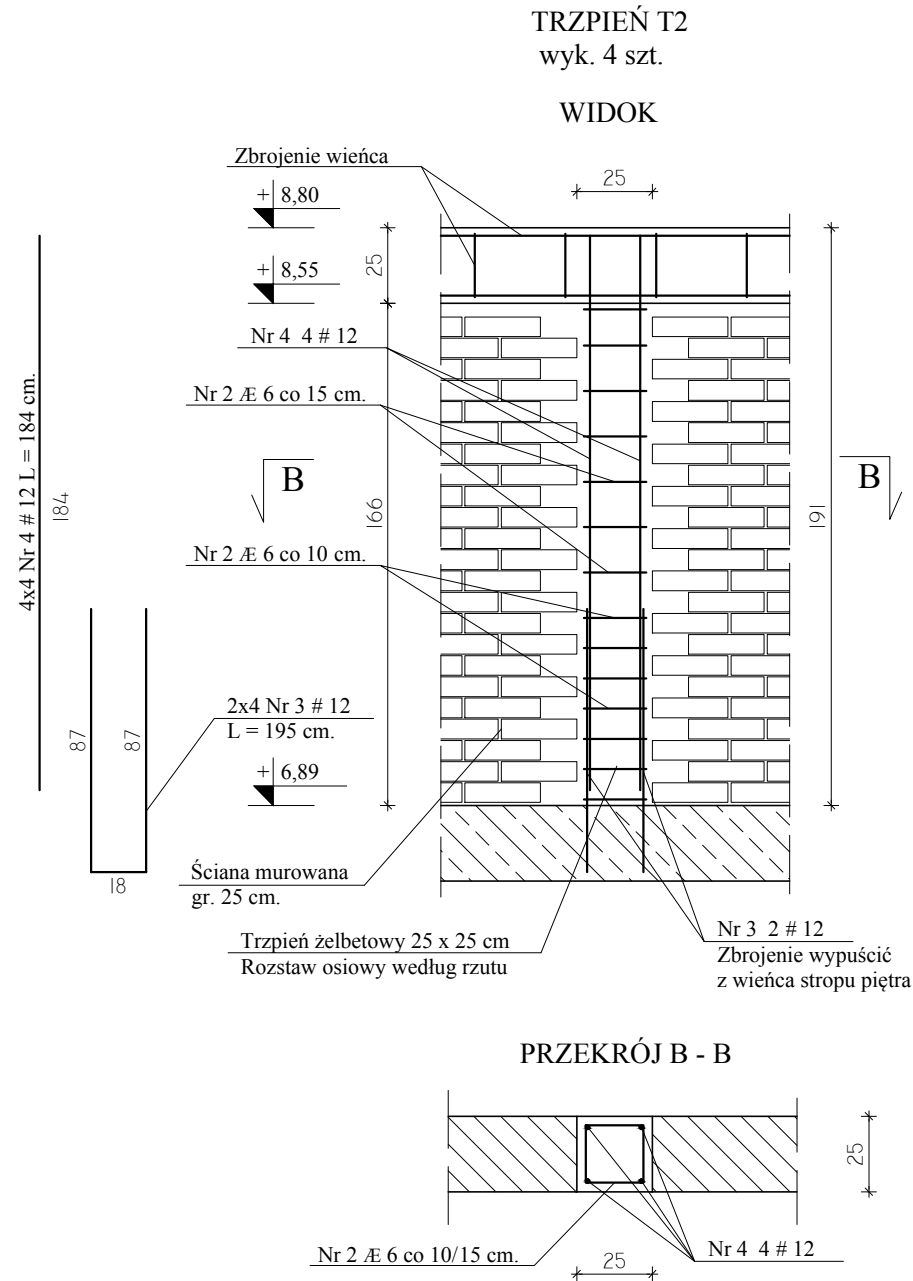 TRZPIEŃ T2
wyk. 4 szt.
WIDOK
Zbrojenie wieńca
25
+ 8,80
+ 8,55
25
Nr 4 4 # 12
Nr 2 Æ 6 co 15 cm.
B
B
4x4 Nr 4 # 12 L = 184 cm.
184
166
191
Nr 2 Æ 6 co 10 cm.
2x4 Nr 3 # 12
L = 195 cm.
87
87
+ 6,89
18
Ściana murowana
gr. 25 cm.
Trzpień żelbetowy 25 x 25 cm
Rozstaw osiowy według rzutu
Nr 3 2 # 12
Zbrojenie wypuścić
z wieńca stropu piętra
PRZEKRÓJ B - B
25
Nr 2 Æ 6 co 10/15 cm.
25
Nr 4 4 # 12